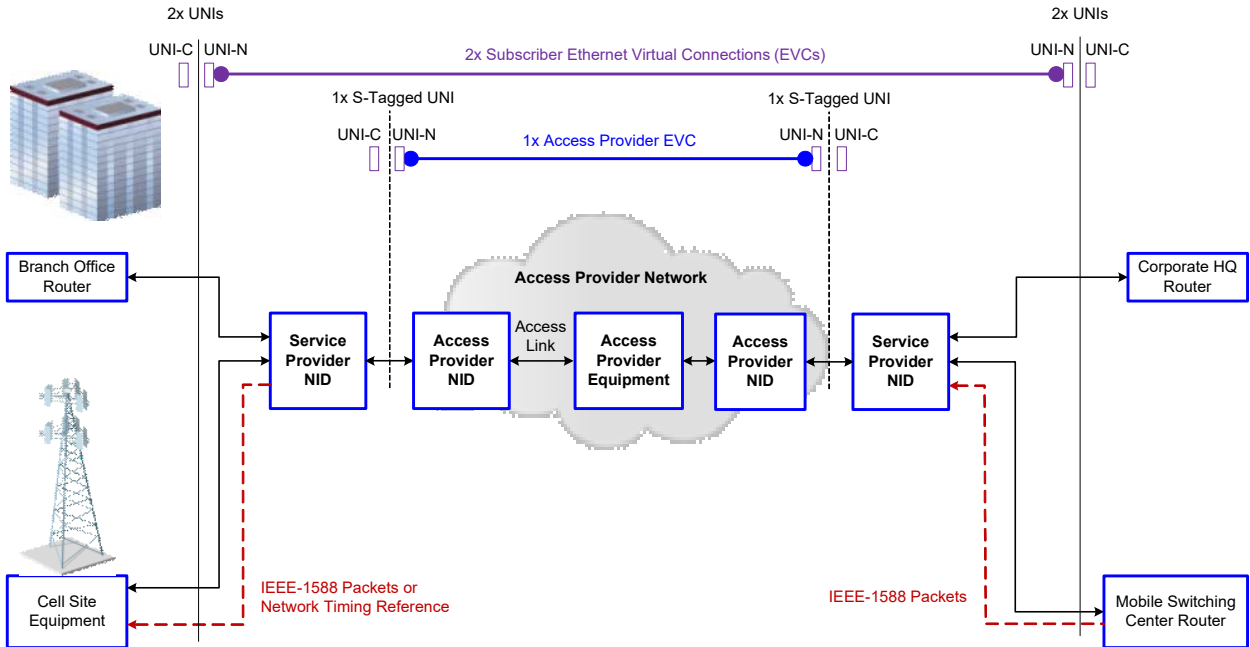 2x UNIs
2x UNIs
UNI-C
UNI-N
2x Subscriber Ethernet Virtual Connections (EVCs)
UNI-N
UNI-C
1x S-Tagged UNI
1x S-Tagged UNI
UNI-C
UNI-N
1x Access Provider EVC
UNI-N
UNI-C
Branch Office
Router
Access Provider Network
Corporate HQ
Router
Service
Provider
NID
Access
Provider
NID
Access
Link
Access
Provider
Equipment
Access
Provider
NID
Service
Provider
NID
IEEE-1588 Packets or
Network Timing Reference
IEEE-1588 Packets
Cell Site
Equipment
Mobile Switching
Center Router